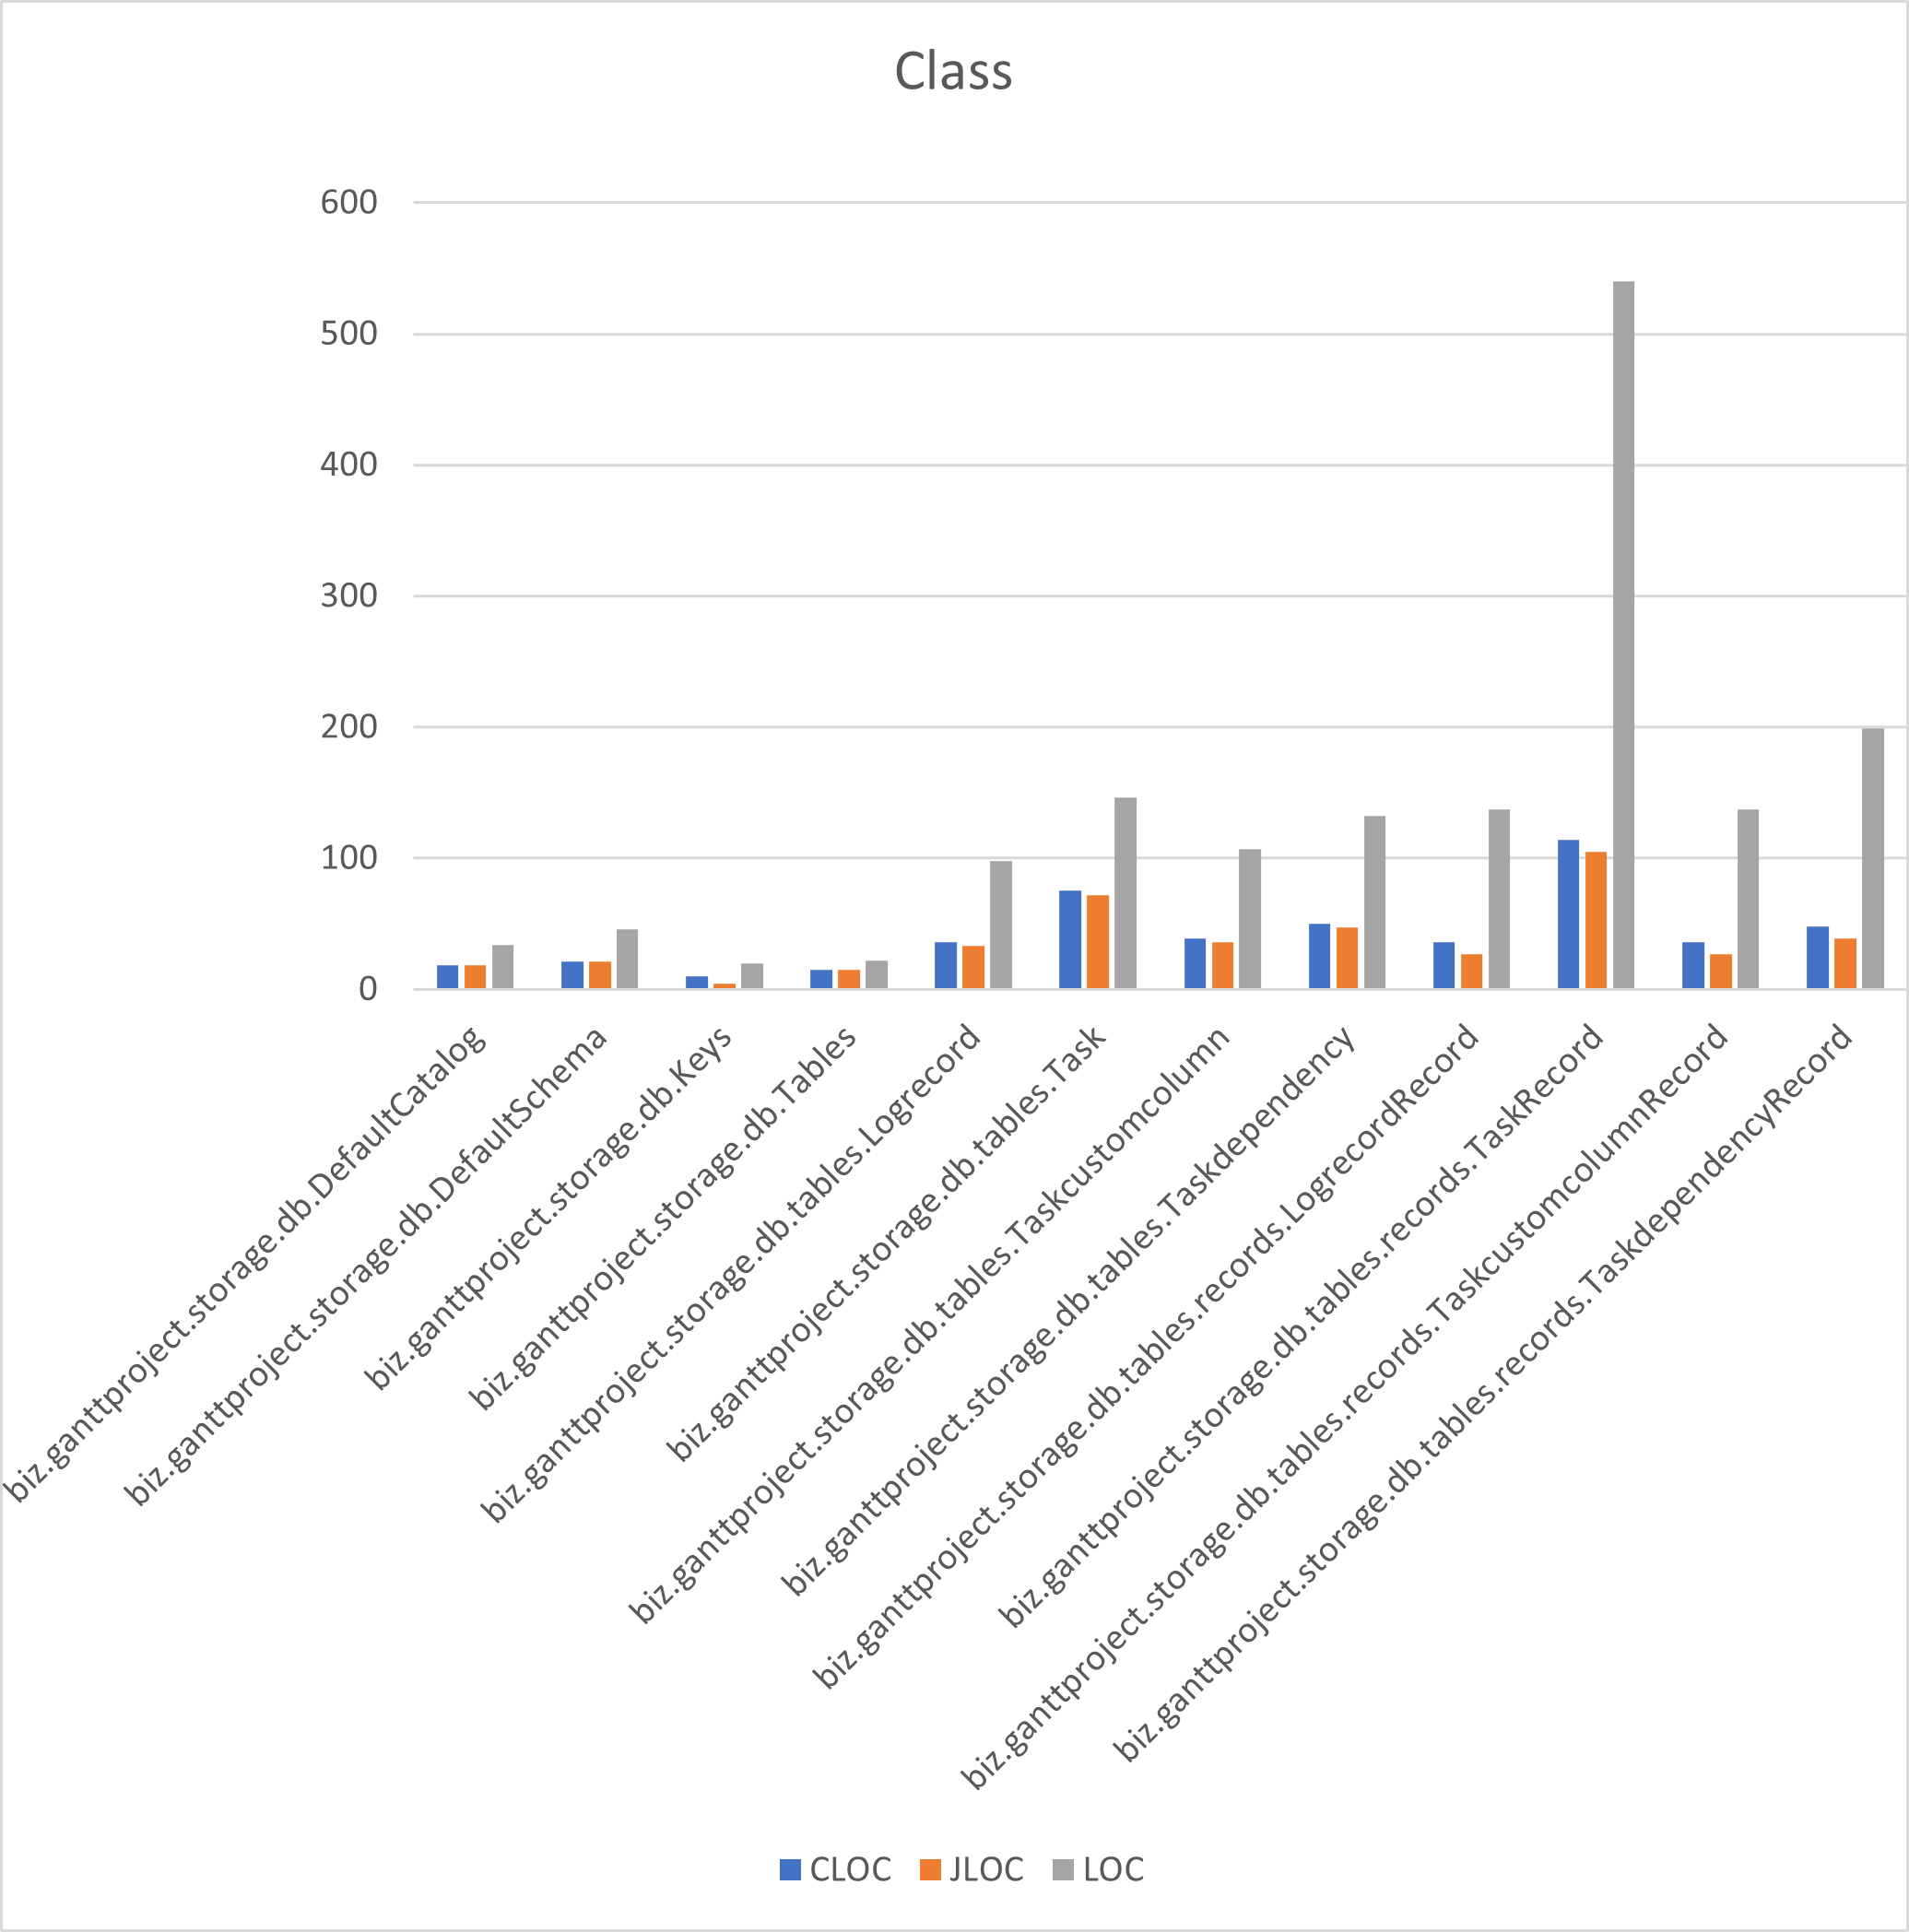 Class
600
500
400
300
200
100
0
biz.ganttproject.storage.db.DefaultCatalog
biz.ganttproject.storage.db.DefaultSchema
biz.ganttproject.storage.db.Keys
biz.ganttproject.storage.db.Tables
biz.ganttproject.storage.db.tables.Logrecord
biz.ganttproject.storage.db.tables.Task
biz.ganttproject.storage.db.tables.Taskcustomcolumn
biz.ganttproject.storage.db.tables.Taskdependency
biz.ganttproject.storage.db.tables.records.LogrecordRecord
biz.ganttproject.storage.db.tables.records.TaskRecord
biz.ganttproject.storage.db.tables.records.TaskcustomcolumnRecord
biz.ganttproject.storage.db.tables.records.TaskdependencyRecord
CLOC JLOC LOC